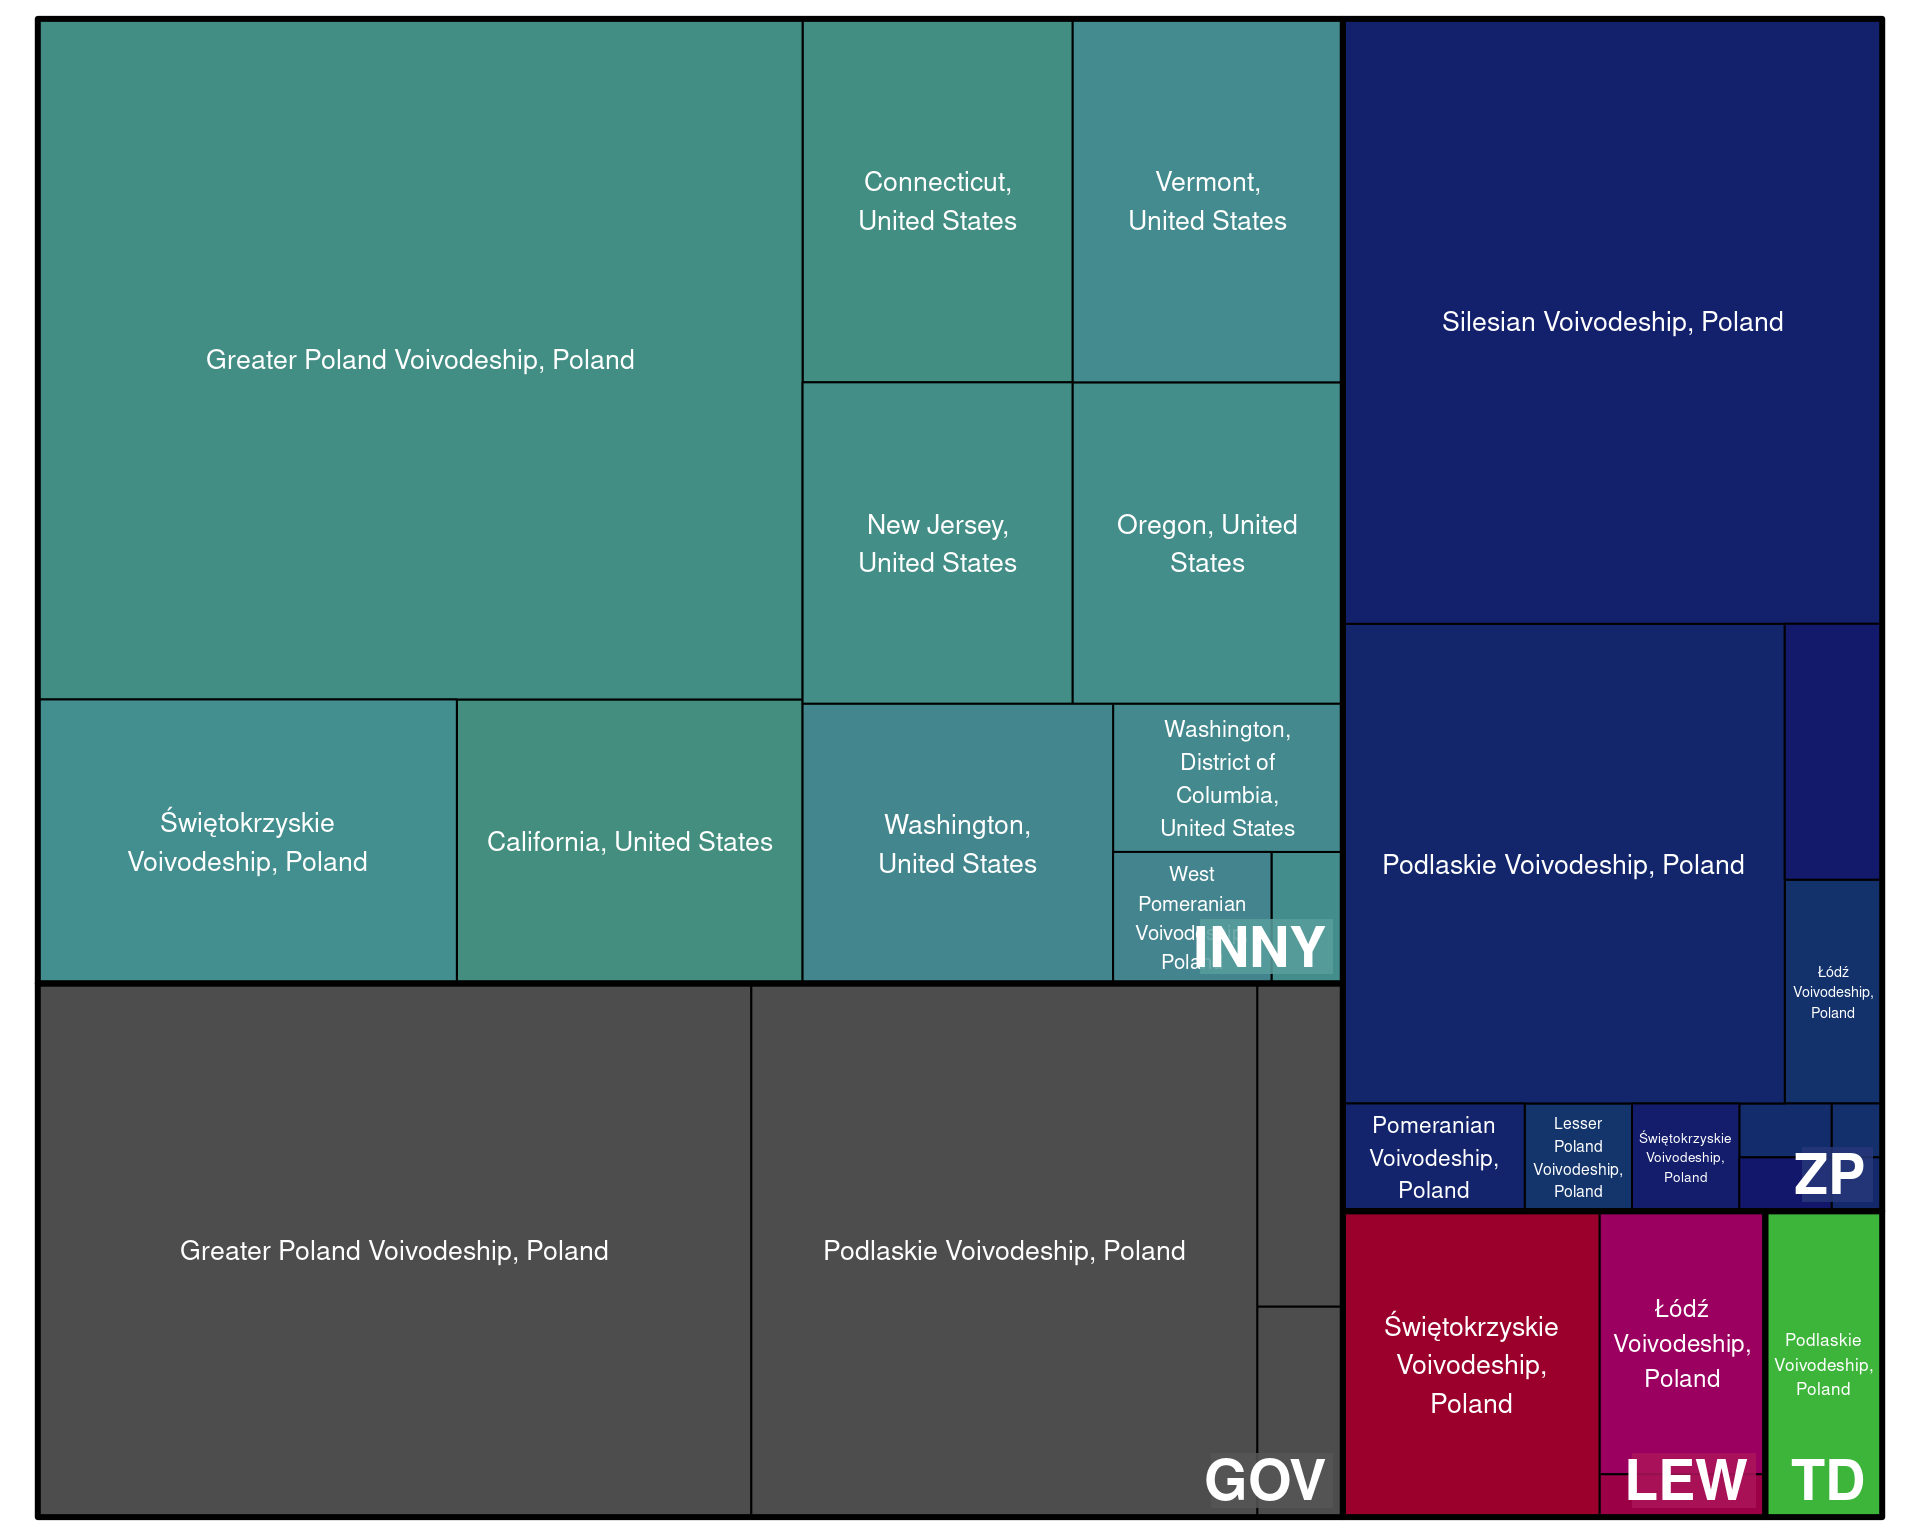 Greater Poland Voivodeship, Poland
Connecticut,
United States
Vermont,
United States
New Jersey,
United States
Oregon, United
States
Świętokrzyskie
Voivodeship, Poland
California, United States
Washington,
United States
Washington,
District of
Columbia,
United States
West
Pomeranian
INNY
Greater Poland Voivodeship, Poland
Podlaskie Voivodeship, Poland
GOV
Silesian Voivodeship, Poland
Podlaskie Voivodeship, Poland
Łódź
Voivodeship,
Poland
Pomeranian
Voivodeship,
Poland
Lesser
Poland
Voivodeship,
Poland
Świętokrzyskie
Voivodeship,
Poland
ZP
Świętokrzyskie
Voivodeship,
Poland
Łódź
Voivodeship,
Poland
LEW
Podlaskie
Voivodeship,
Poland
TD